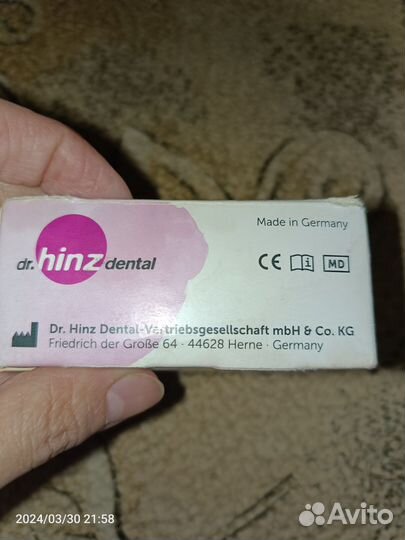 Made in Germany
dr. hinz dental
CE i MD
Dr. Hinz Dental-Vertriebsgesellschaft mbH & Co. KG
Friedrich der Große 64 · 44628 Herne · Germany
2024/03/30 21:58
Avito